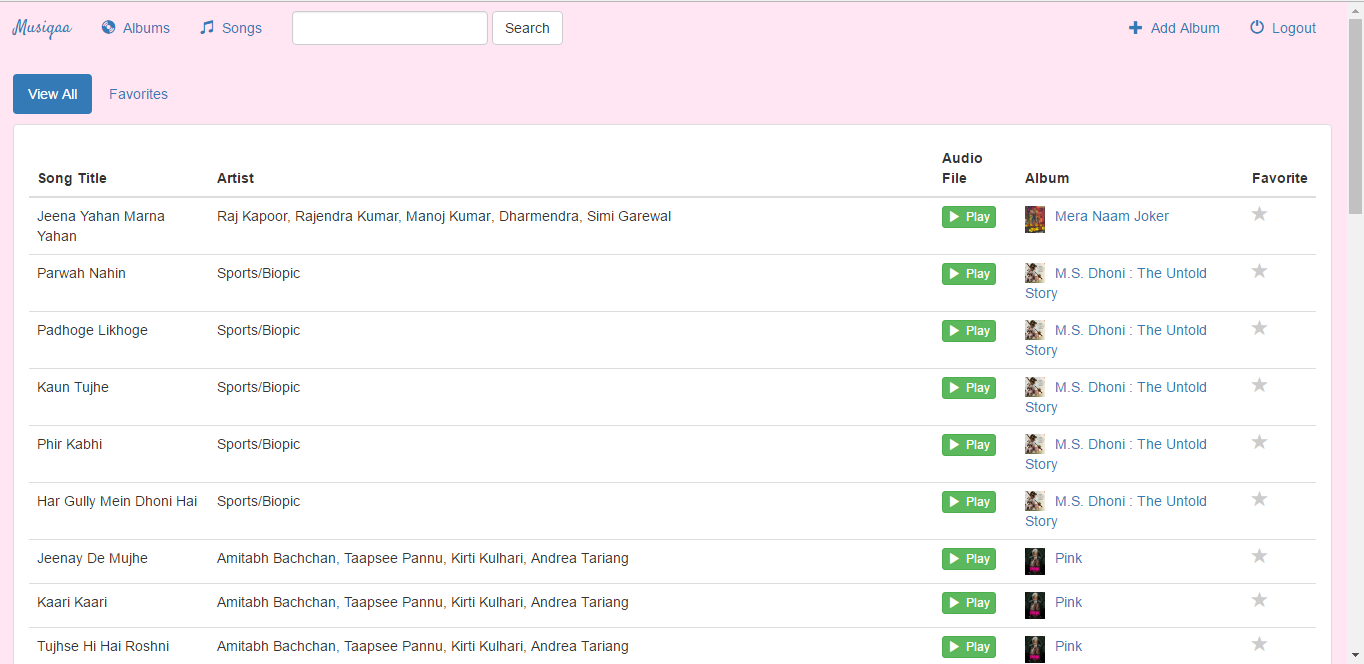 Musiqaa Albums Songs Search Add Album Logout
View All Favorites
Song Title Artist Audio File Album Favorite
Jeena Yahan Marna Yahan Raj Kapoor, Rajendra Kumar, Manoj Kumar, Dharmendra, Simi Garewal Play Mera Naam Joker
Parwah Nahin Sports/Biopic Play M.S. Dhoni : The Untold Story
Padhoge Likhoge Sports/Biopic Play M.S. Dhoni : The Untold Story
Kaun Tujhe Sports/Biopic Play M.S. Dhoni : The Untold Story
Phir Kabhi Sports/Biopic Play M.S. Dhoni : The Untold Story
Har Gully Mein Dhoni Hai Sports/Biopic Play M.S. Dhoni : The Untold Story
Jeenay De Mujhe Amitabh Bachchan, Taapsee Pannu, Kirti Kulhari, Andrea Tariang Play Pink
Kaari Kaari Amitabh Bachchan, Taapsee Pannu, Kirti Kulhari, Andrea Tariang Play Pink
Tujhse Hi Hai Roshni Amitabh Bachchan, Taapsee Pannu, Kirti Kulhari, Andrea Tariang Play Pink